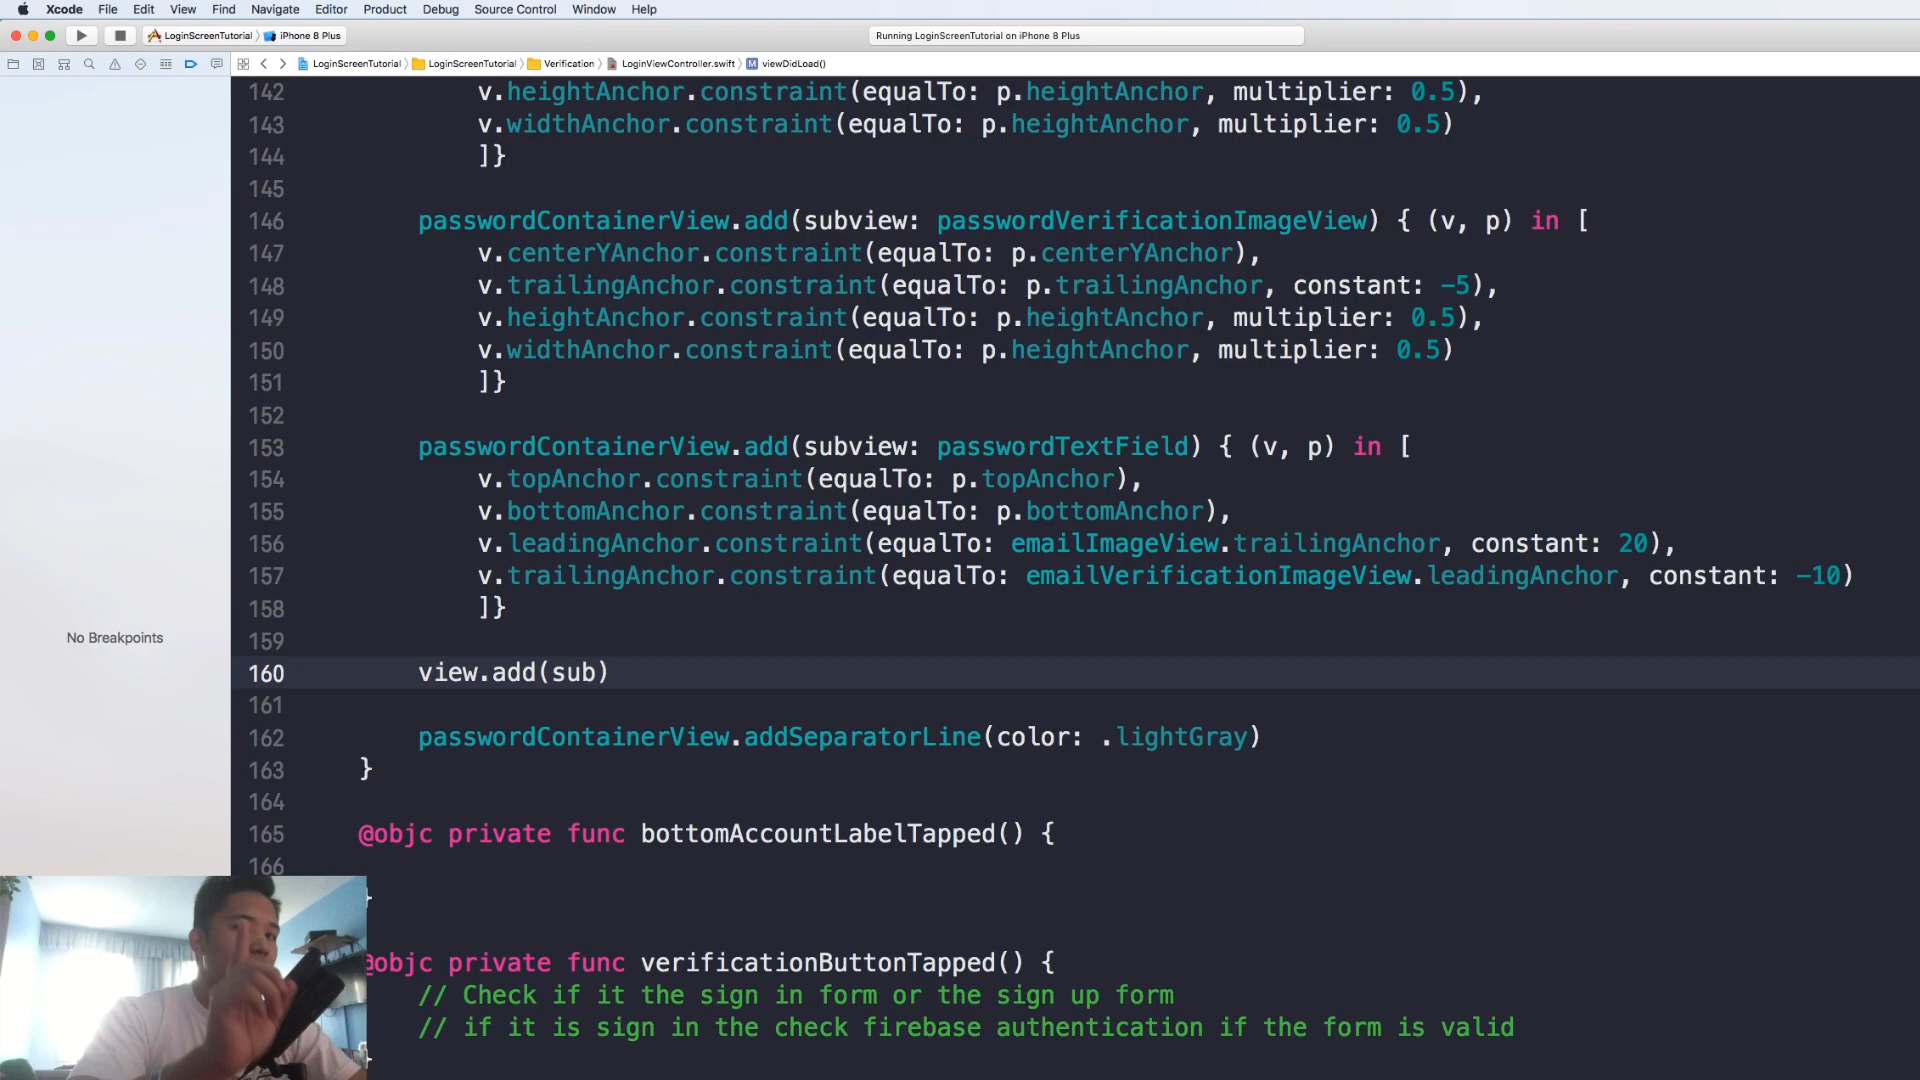 Xcode File Edit View Find Navigate Editor Product Debug Source Control Window Help
LoginScreenTutorial iPhone 8 Plus Running LoginScreenTutorial on iPhone 8 Plus
LoginScreenTutorial LoginScreenTutorial Verification LoginViewController.swift M viewDidLoad()
142 v.heightAnchor.constraint(equalTo: p.heightAnchor, multiplier: 0.5),
143 v.widthAnchor.constraint(equalTo: p.heightAnchor, multiplier: 0.5)
144 ]}
145
146 passwordContainerView.add(subview: passwordVerificationImageView) { (v, p) in [
147 v.centerYAnchor.constraint(equalTo: p.centerYAnchor),
148 v.trailingAnchor.constraint(equalTo: p.trailingAnchor, constant: -5),
149 v.heightAnchor.constraint(equalTo: p.heightAnchor, multiplier: 0.5),
150 v.widthAnchor.constraint(equalTo: p.heightAnchor, multiplier: 0.5)
151 ]}
152
153 passwordContainerView.add(subview: passwordTextField) { (v, p) in [
154 v.topAnchor.constraint(equalTo: p.topAnchor),
155 v.bottomAnchor.constraint(equalTo: p.bottomAnchor),
156 v.leadingAnchor.constraint(equalTo: emailImageView.trailingAnchor, constant: 20),
157 v.trailingAnchor.constraint(equalTo: emailVerificationImageView.leadingAnchor, constant: -10)
158 ]}
No Breakpoints
159
160 view.add(sub)
161
162 passwordContainerView.addSeparatorLine(color: .lightGray)
163 }
164
165 @objc private func bottomAccountLabelTapped() {
166
}
@objc private func verificationButtonTapped() {
// Check if it the sign in form or the sign up form
// if it is sign in the check firebase authentication if the form is valid
}